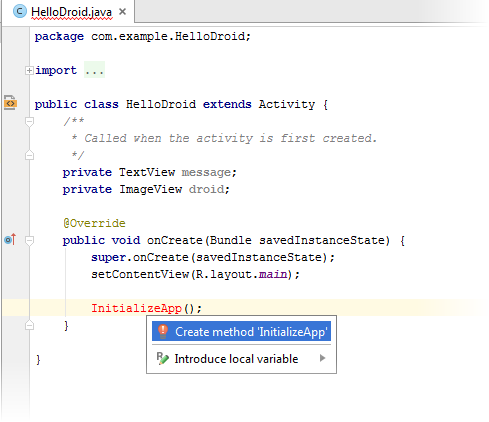 C HelloDroid.java ×
package com.example.HelloDroid;
import ...
public class HelloDroid extends Activity {
/**
* Called when the activity is first created.
*/
private TextView message;
private ImageView droid;
@Override
public void onCreate(Bundle savedInstanceState) {
super.onCreate(savedInstanceState);
setContentView(R.layout.main);
InitializeApp();
Create method 'InitializeApp'
}
R Introduce local variable
}